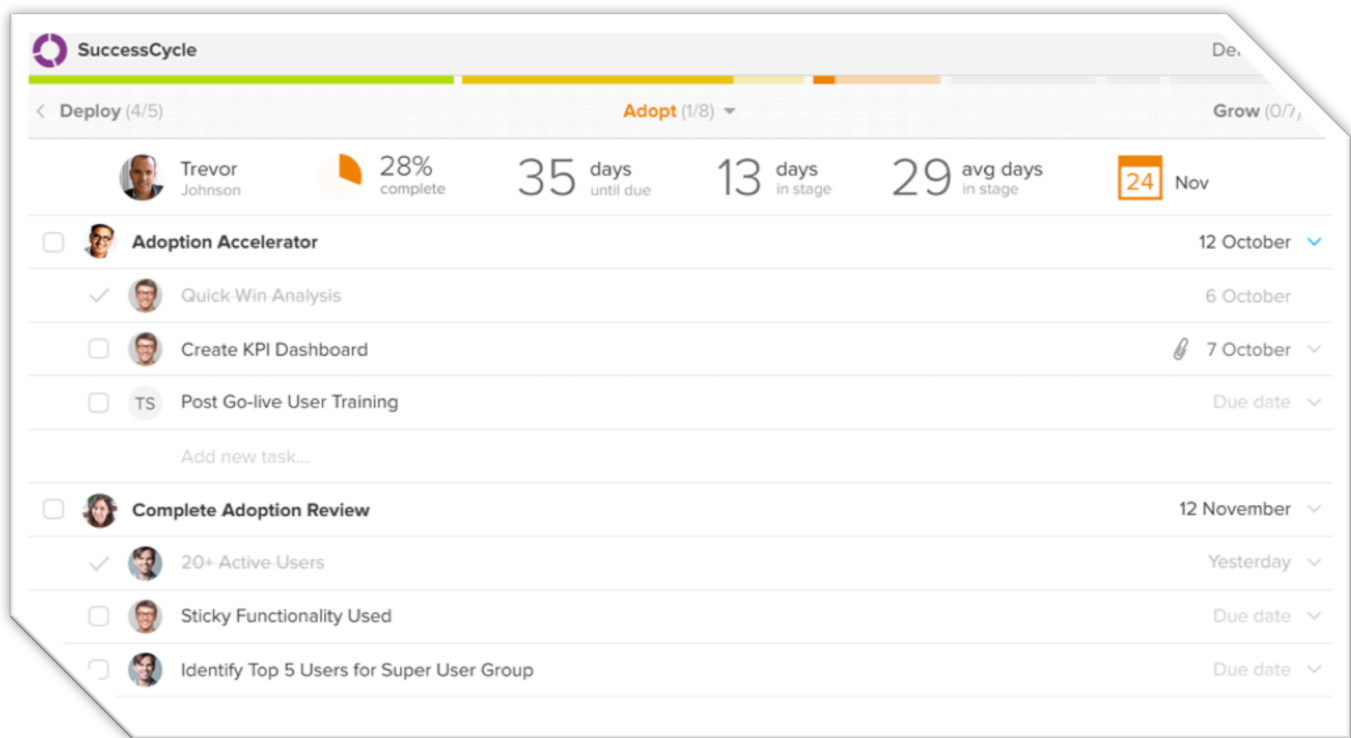 SuccessCycle
Deploy (4/5) Adopt (1/8) Grow (0/7)
Trevor Johnson 28% complete 35 days until due 13 days in stage 29 avg days in stage 24 Nov
Adoption Accelerator 12 October
Quick Win Analysis 6 October
Create KPI Dashboard 7 October
TS Post Go-live User Training Due date
Add new task...
Complete Adoption Review 12 November
20+ Active Users Yesterday
Sticky Functionality Used Due date
Identify Top 5 Users for Super User Group Due date